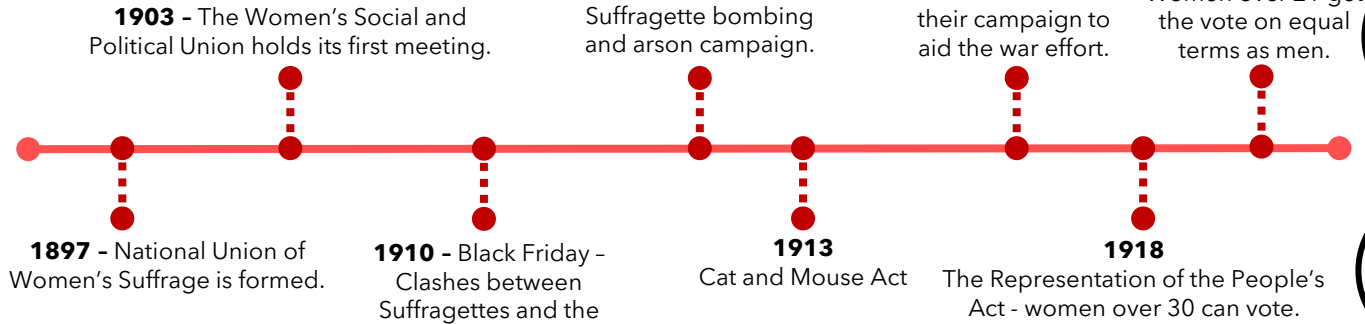 1903 – The Women's Social and
Political Union holds its first meeting.
Suffragette bombing
and arson campaign.
their campaign to
aid the war effort.
the vote on equal
terms as men.
1897 – National Union of
Women's Suffrage is formed.
1910 – Black Friday –
Clashes between
Suffragettes and the
1913
Cat and Mouse Act
1918
The Representation of the People's
Act - women over 30 can vote.